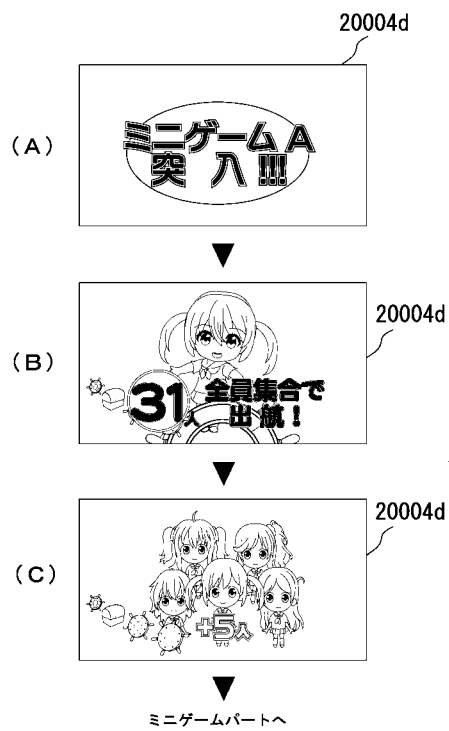 20004d
(A)
ミニゲームA
突入!!!
20004d
(B)
31人
全員集合で
出航!
20004d
(C)
+5人
ミニゲームパートへ